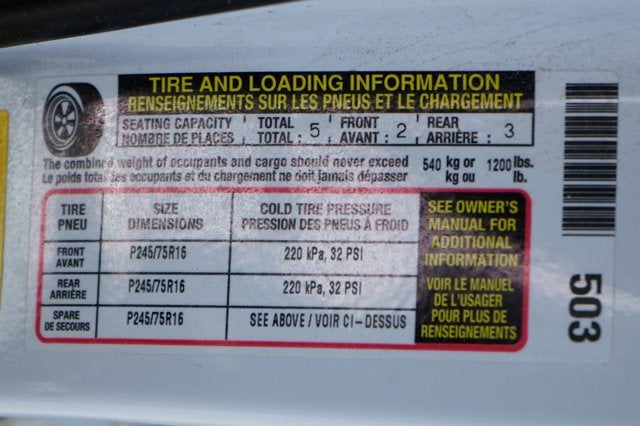 TIRE AND LOADING INFORMATION
RENSEIGNEMENTS SUR LES PNEUS ET LE CHARGEMENT
SEATING CAPACITY TOTAL FRONT REAR
NOMBRE DE PLACES TOTAL : 5 AVANT : 2 ARRIÈRE : 3
The combined weight of occupants and cargo should never exceed 540 kg or 1200 lbs.
Le poids total des occupants et du chargement ne doit jamais dépasser kg ou lb.
TIRE SIZE COLD TIRE PRESSURE
PNEU DIMENSIONS PRESSION DES PNEUS À FROID
FRONT
AVANT P245/75R16 220 kPa, 32 PSI
REAR
ARRIÈRE P245/75R16 220 kPa, 32 PSI
SPARE
DE SECOURS P245/75R16 SEE ABOVE / VOIR CI-DESSUS
SEE OWNER'S
MANUAL FOR
ADDITIONAL
INFORMATION
VOIR LE MANUEL
DE L'USAGER
POUR PLUS DE
RENSEIGNEMENTS
503